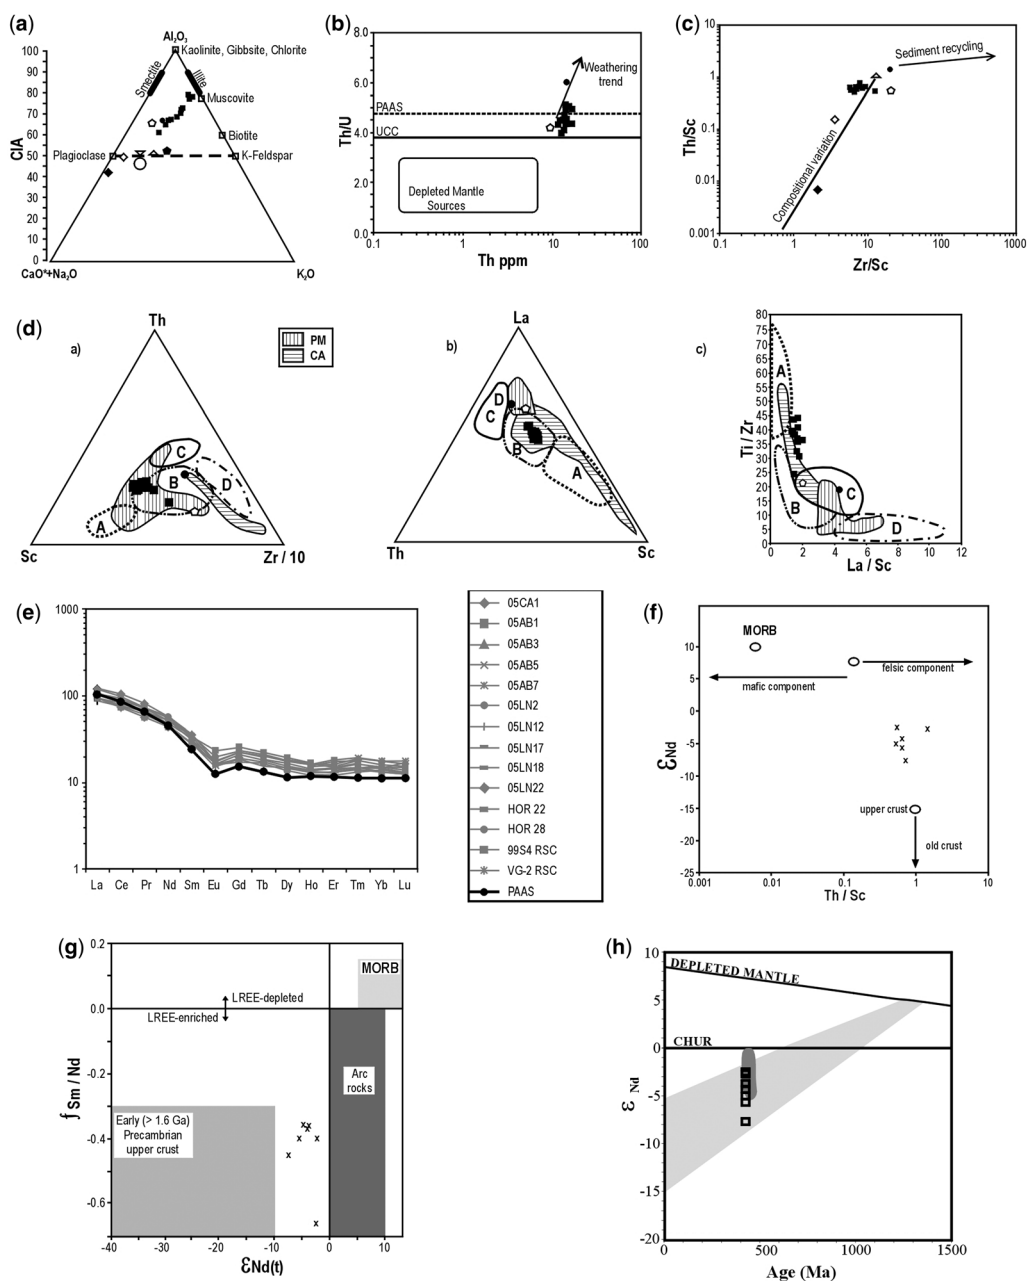 (a)
Al2O3
Kaolinite, Gibbsite, Chlorite
Smectite
Illite
Muscovite
Biotite
Plagioclase
K-Feldspar
CIA
100
90
80
70
60
50
40
30
20
10
0
CaO*+Na2O
K2O
(b)
8.0
6.0
4.0
2.0
0.0
Th/U
Weathering
trend
PAAS
UCC
Depleted Mantle
Sources
0.1
1
10
100
Th ppm
(c)
10
1
0.1
0.01
0.001
Th/Sc
Sediment recycling
Compositional variation
0.1
1
10
100
1000
Zr/Sc
(d)
a)
Th
PM
CA
A
B
C
D
Sc
Zr / 10
b)
La
D
C
B
A
Th
Sc
c)
80
75
70
65
60
55
50
45
40
35
30
25
20
15
10
5
0
Ti / Zr
A
B
C
D
0
2
4
6
8
10
12
La / Sc
(e)
1000
100
10
1
La Ce Pr Nd Sm Eu Gd Tb Dy Ho Er Tm Yb Lu
05CA1
05AB1
05AB3
05AB5
05AB7
05LN2
05LN12
05LN17
05LN18
05LN22
HOR 22
HOR 28
99S4 RSC
VG-2 RSC
PAAS
(f)
10
5
0
-5
-10
-15
-20
-25
εNd
MORB
felsic component
mafic component
upper crust
old crust
0.001
0.01
0.1
1
10
Th / Sc
(g)
0.2
0.0
-0.2
-0.4
-0.6
ƒSm / Nd
MORB
LREE-depleted
LREE-enriched
Arc
rocks
Early (> 1.6 Ga)
Precambrian
upper crust
-40
-30
-20
-10
0
10
εNd(t)
(h)
10
5
0
-5
-10
-15
-20
ε Nd
DEPLETED MANTLE
CHUR
0
500
1000
1500
Age (Ma)